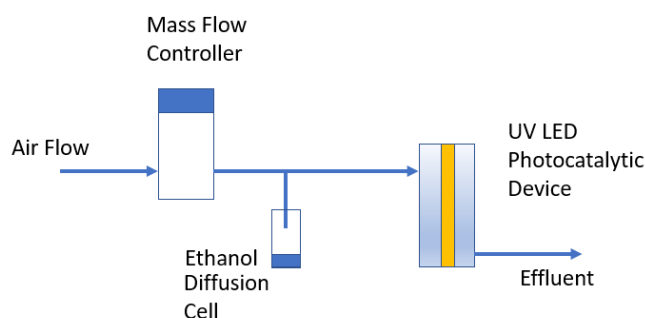 Mass Flow
Controller
Air Flow
UV LED
Photocatalytic
Device
Ethanol
Diffusion
Cell
Effluent